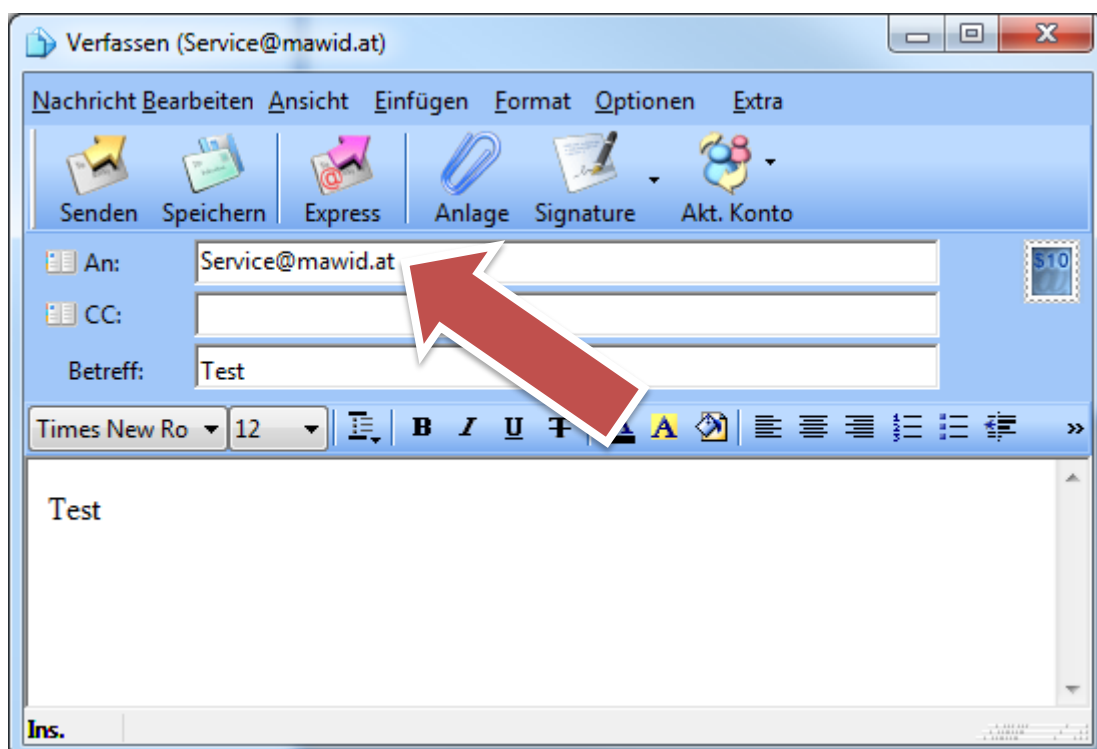 Verfassen (Service@mawid.at)
Nachricht Bearbeiten Ansicht Einfügen Format Optionen Extra
Senden Speichern Express Anlage Signature Akt. Konto
An: Service@mawid.at
$10
CC:
Betreff: Test
Times New Ro 12 B I U T A A »
Test
Ins.